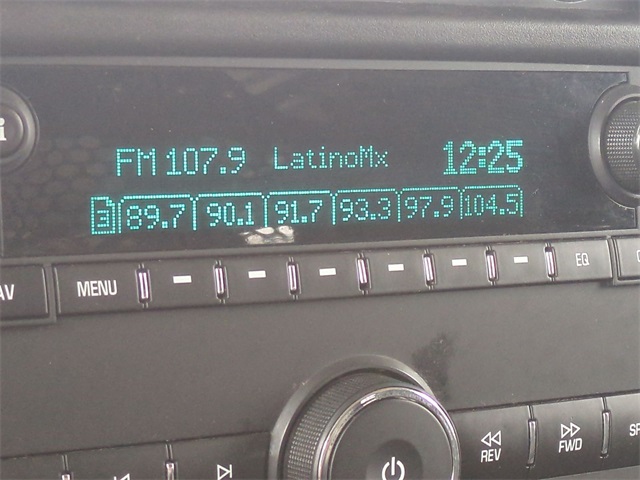 FM 107.9 LatinoMx 12:25
3 89.7 90.1 91.7 93.3 97.9 104.5
MENU EQ
REV FWD